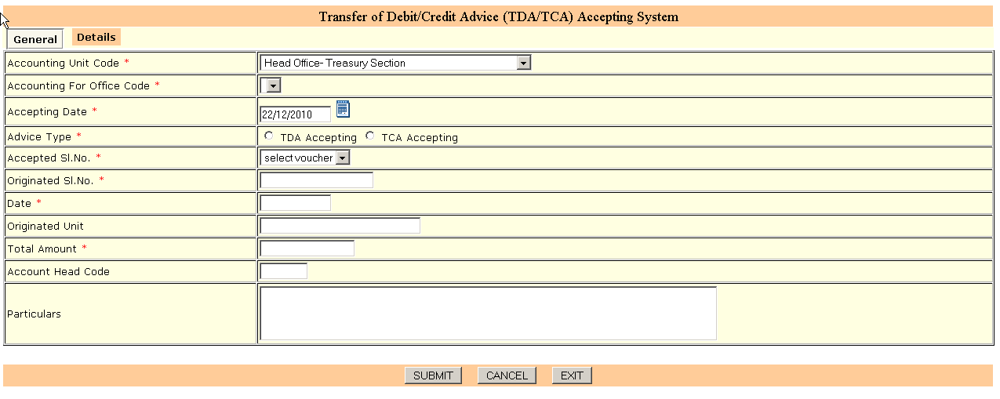 Transfer of Debit/Credit Advice (TDA/TCA) Accepting System
General Details
Accounting Unit Code * Head Office- Treasury Section
Accounting For Office Code *
Accepting Date * 22/12/2010
Advice Type * TDA Accepting TCA Accepting
Accepted Sl.No. * select voucher
Originated Sl.No. *
Date *
Originated Unit
Total Amount *
Account Head Code
Particulars
SUBMIT CANCEL EXIT